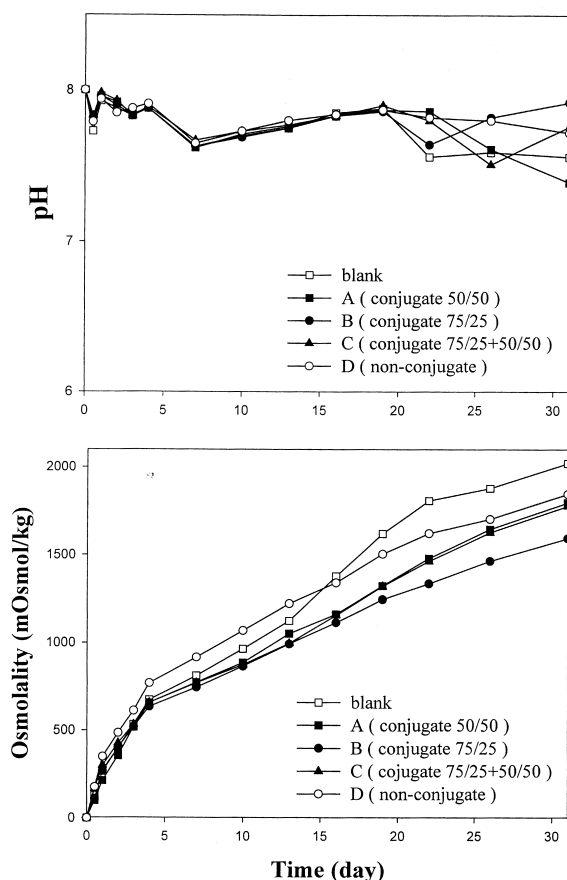 8
7
6
pH
blank
A ( conjugate 50/50 )
B ( conjugate 75/25 )
C ( conjugate 75/25+50/50 )
D ( non-conjugate )
0 5 10 15 20 25 30
2000
1500
1000
500
0
Osmolality (mOsmol/kg)
blank
A ( conjugate 50/50 )
B ( conjugate 75/25 )
C ( cojugate 75/25+50/50 )
D ( non-conjugate )
0 5 10 15 20 25 30
Time (day)